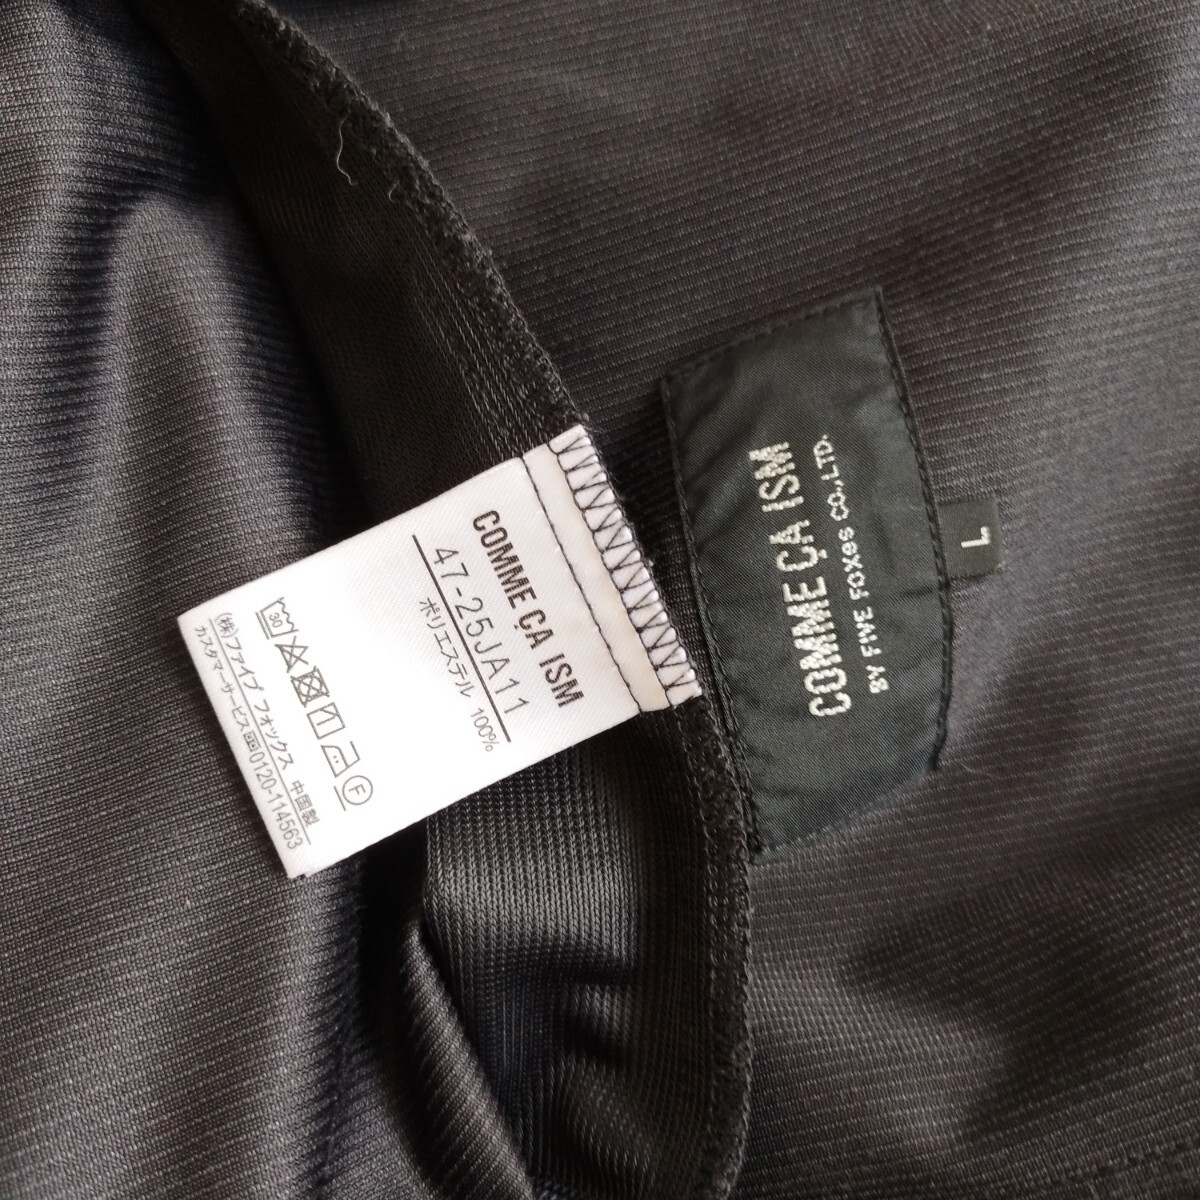 COMME ÇA ISM
47-25JA11
ポリエステル 100%
30
F
(株)ファイブ フォックス 中国製
カスタマーサービス 0120-114563
COMME ÇA ISM
BY FIVE FOXes CO.,LTD.
L